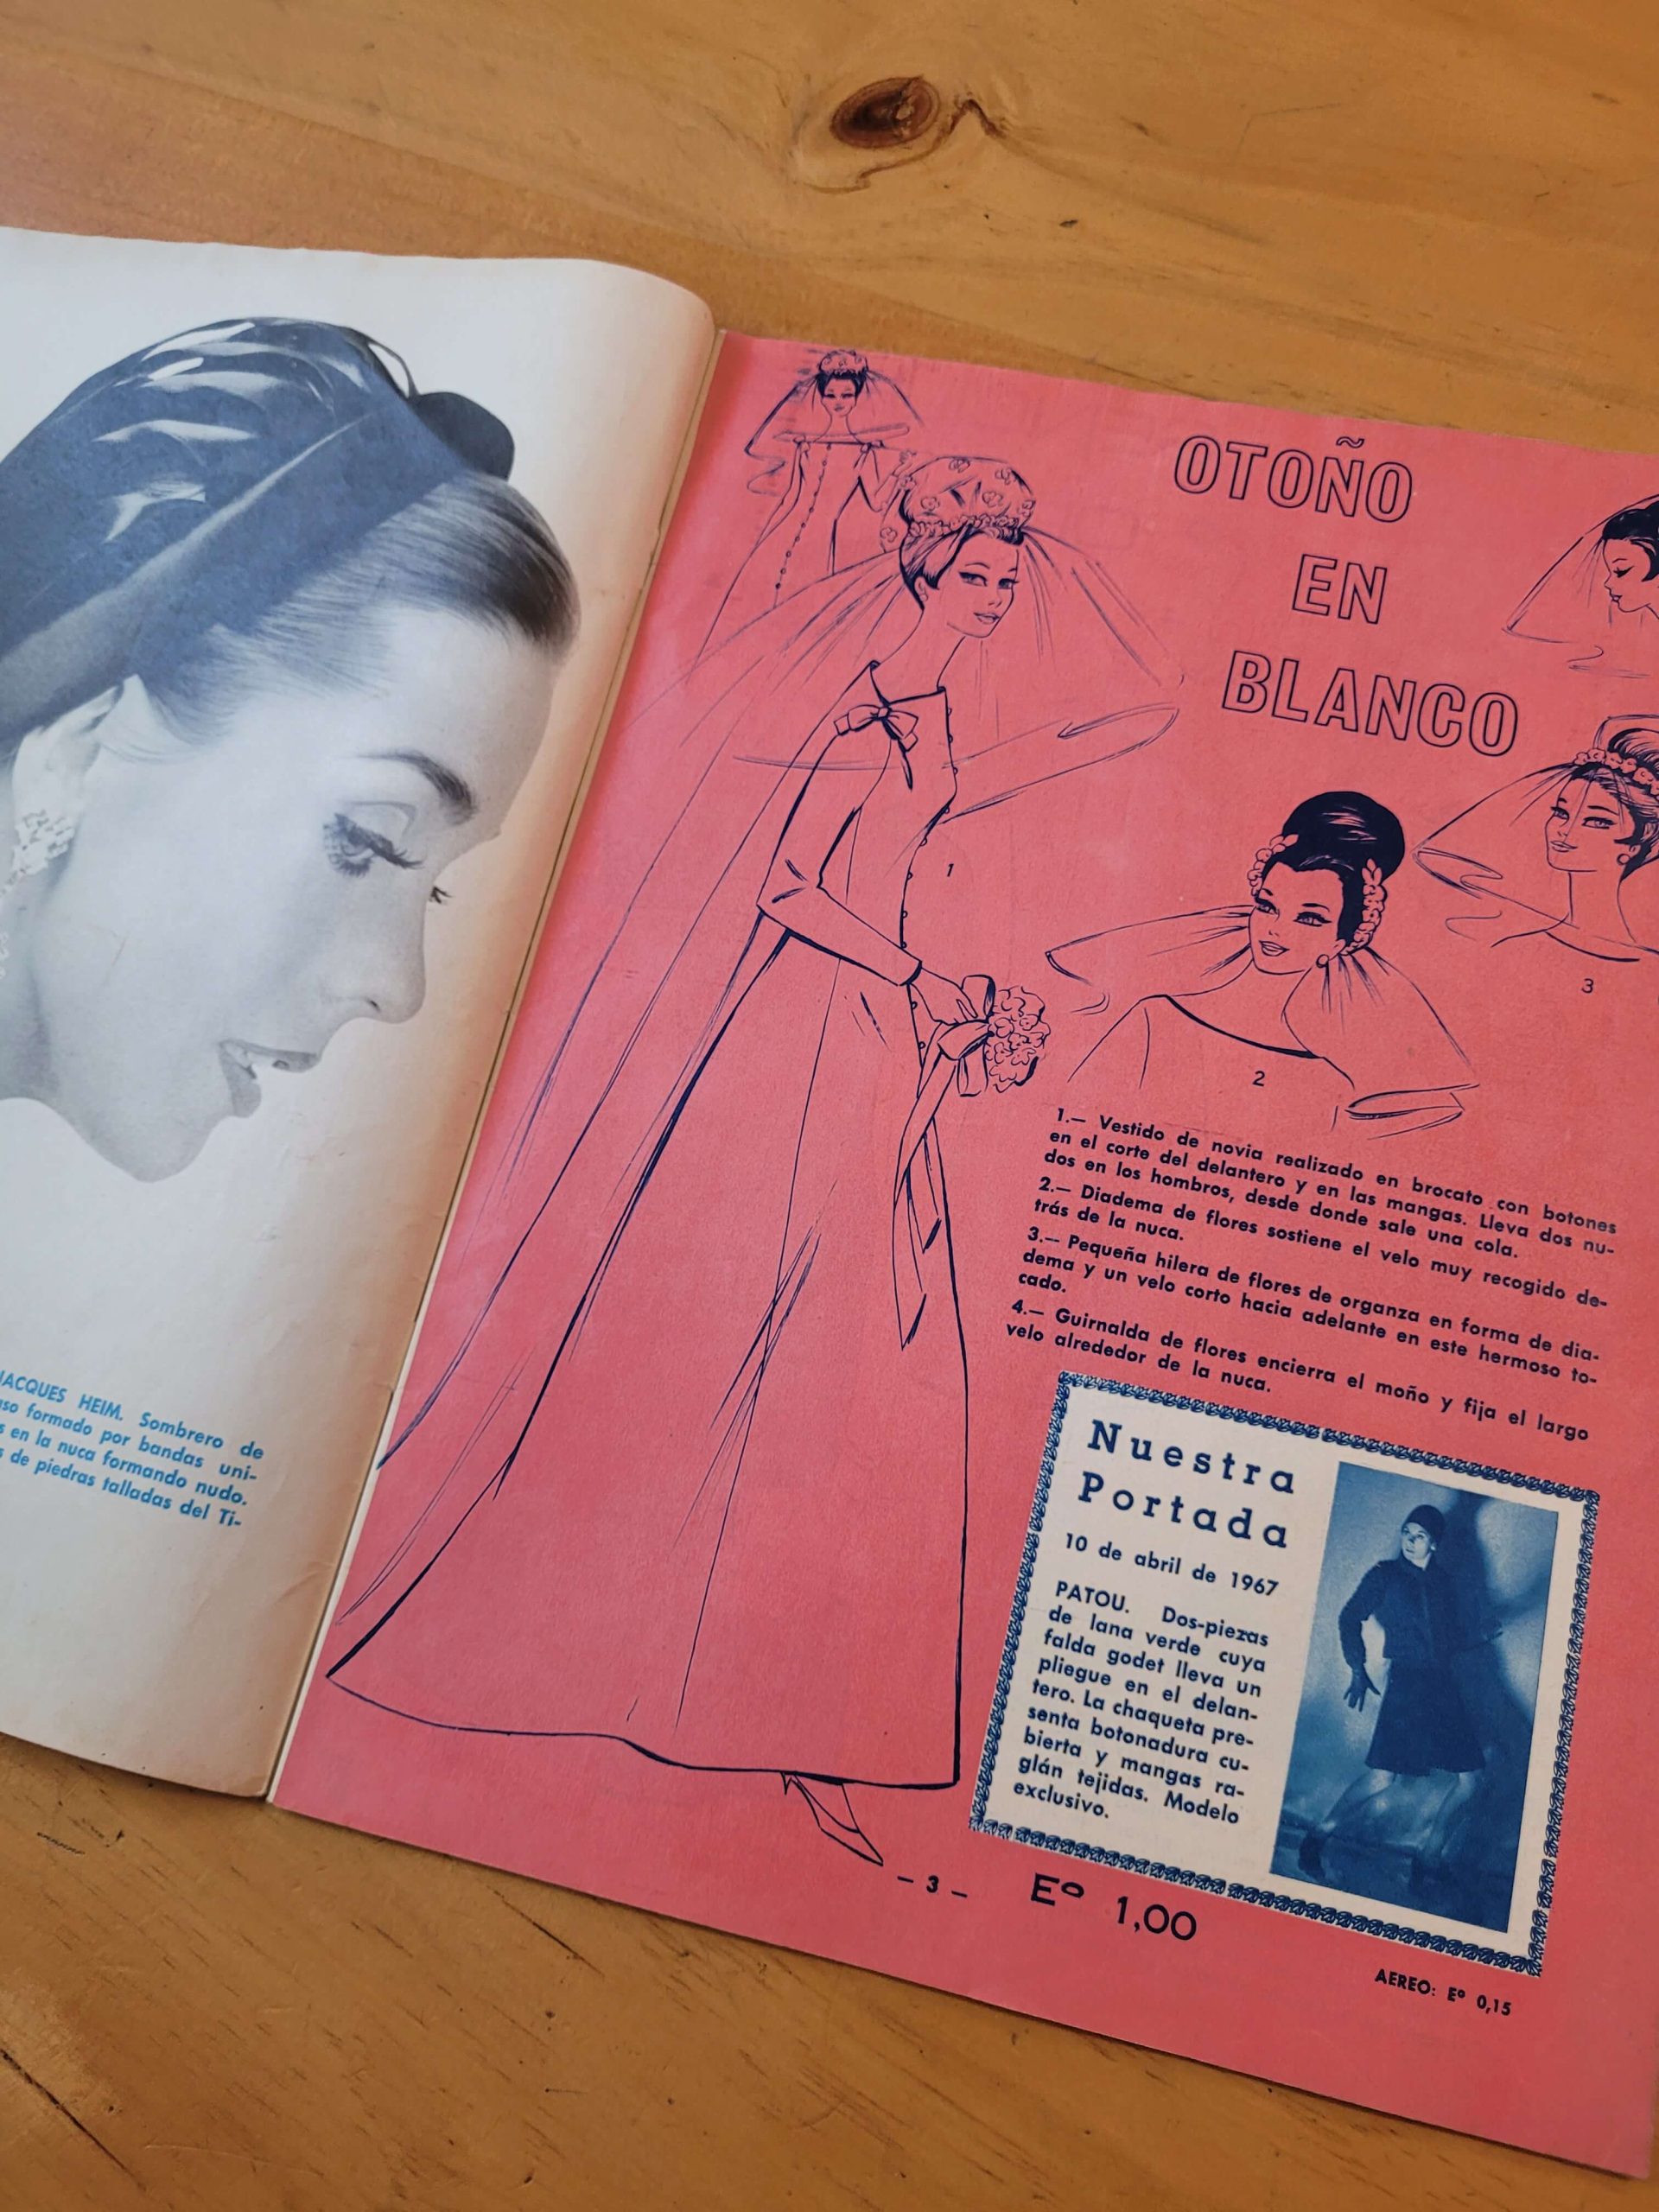 JACQUES HEIM. Sombrero de
formado por bandas uni-
en la nuca formando nudo.
de piedras talladas del Ti-
OTOÑO
EN
BLANCO
1
2
3
1.— Vestido de novia realizado en brocato con botones
en el corte del delantero y en las mangas. Lleva dos nu-
dos en los hombros, desde donde sale una cola.
2.— Diadema de flores sostiene el velo muy recogido de-
trás de la nuca.
3.— Pequeña hilera de flores de organza en forma de dia-
dema y un velo corto hacia adelante en este hermoso to-
cado.
4.— Guirnalda de flores encierra el moño y fija el largo
velo alrededor de la nuca.
Nuestra
Portada
10 de abril de 1967
PATOU. Dos-piezas
de lana verde cuya
falda godet lleva un
pliegue en el delan-
tero. La chaqueta pre-
senta botonadura cu-
bierta y mangas ra-
glán tejidas. Modelo
exclusivo.
— 3 —
Eº 1,00
AEREO: Eº 0,15